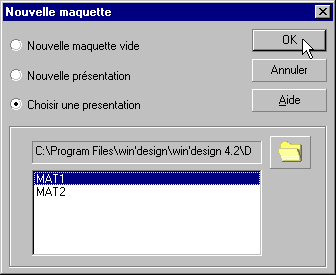 Nouvelle maquette
Nouvelle maquette vide
OK
Nouvelle présentation
Annuler
Choisir une presentation
Aide
C:\Program Files\win'design\win'design 4.2\D
MAT1
MAT2